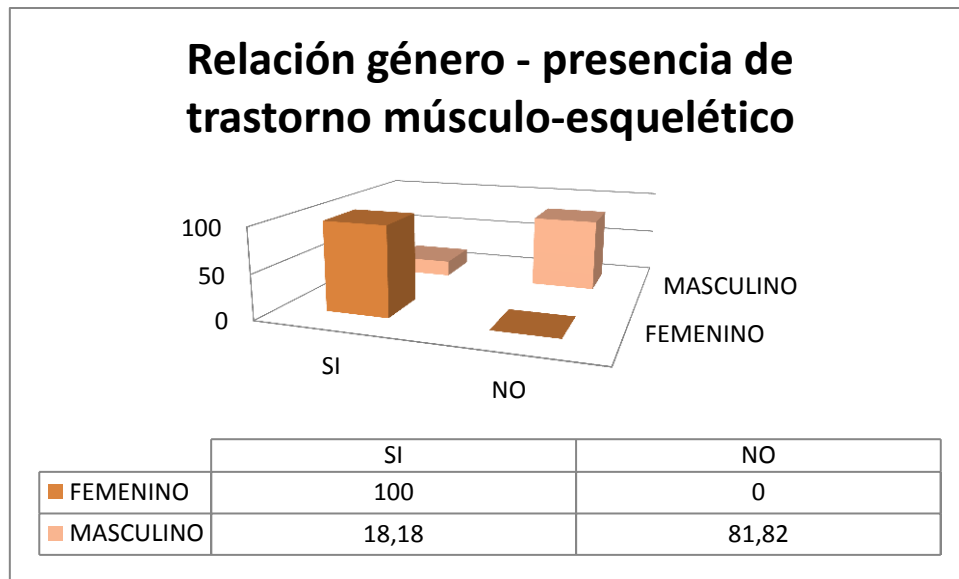 Relación género - presencia de
trastorno músculo-esquelético
100
50
0
MASCULINO
FEMENINO
SI
NO
SI NO
FEMENINO 100 0
MASCULINO 18,18 81,82